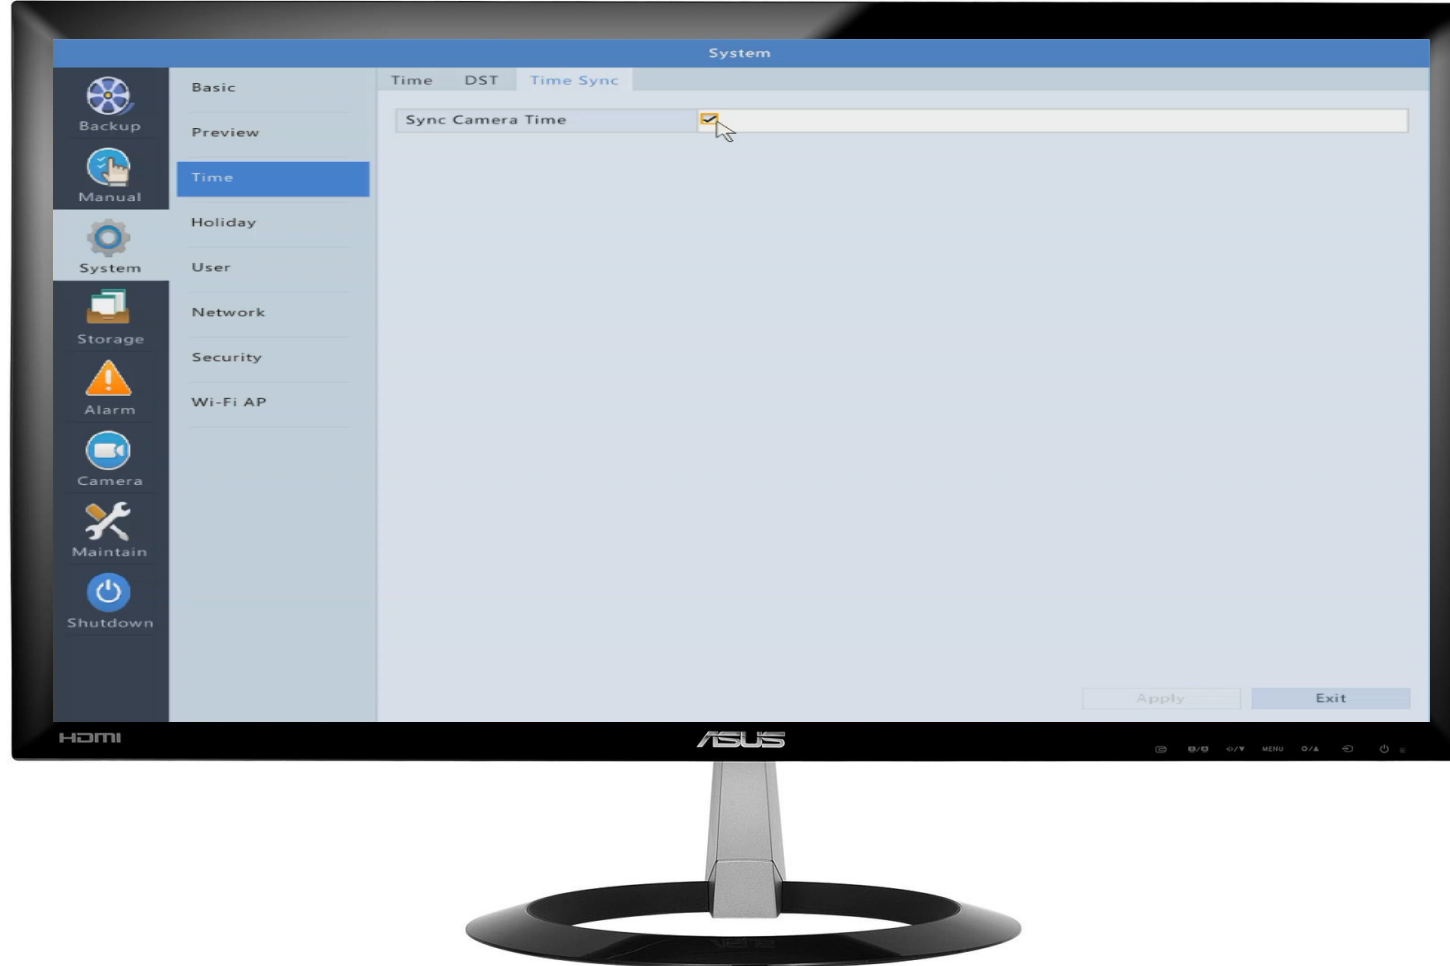 System
Backup
Manual
System
Storage
Alarm
Camera
Maintain
Shutdown
Basic
Preview
Time
Holiday
User
Network
Security
Wi-Fi AP
Time DST Time Sync
Sync Camera Time
Apply Exit
HDMI
ASUS
MENU